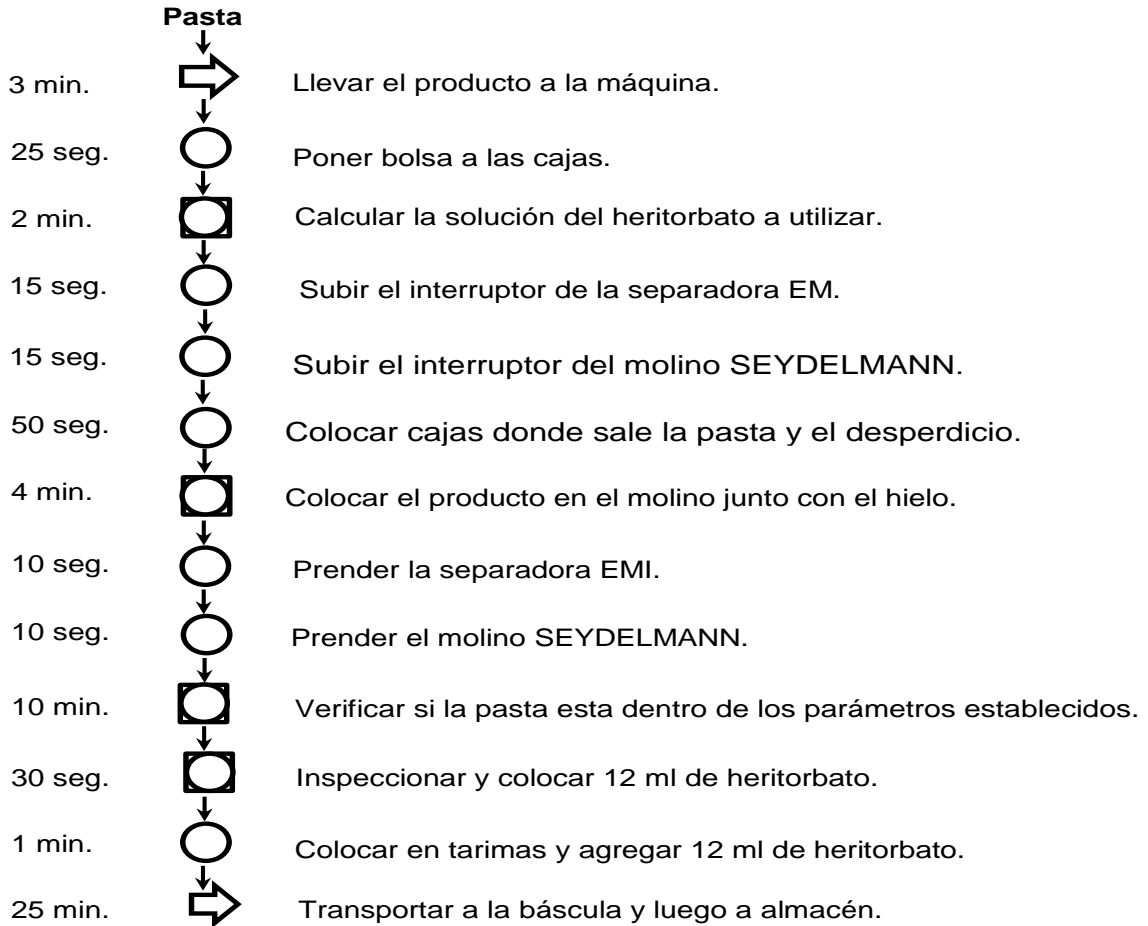 Pasta
3 min. Llevar el producto a la máquina.
25 seg. Poner bolsa a las cajas.
2 min. Calcular la solución del heritorbato a utilizar.
15 seg. Subir el interruptor de la separadora EM.
15 seg. Subir el interruptor del molino SEYDELMANN.
50 seg. Colocar cajas donde sale la pasta y el desperdicio.
4 min. Colocar el producto en el molino junto con el hielo.
10 seg. Prender la separadora EMI.
10 seg. Prender el molino SEYDELMANN.
10 min. Verificar si la pasta esta dentro de los parámetros establecidos.
30 seg. Inspeccionar y colocar 12 ml de heritorbato.
1 min. Colocar en tarimas y agregar 12 ml de heritorbato.
25 min. Transportar a la báscula y luego a almacén.